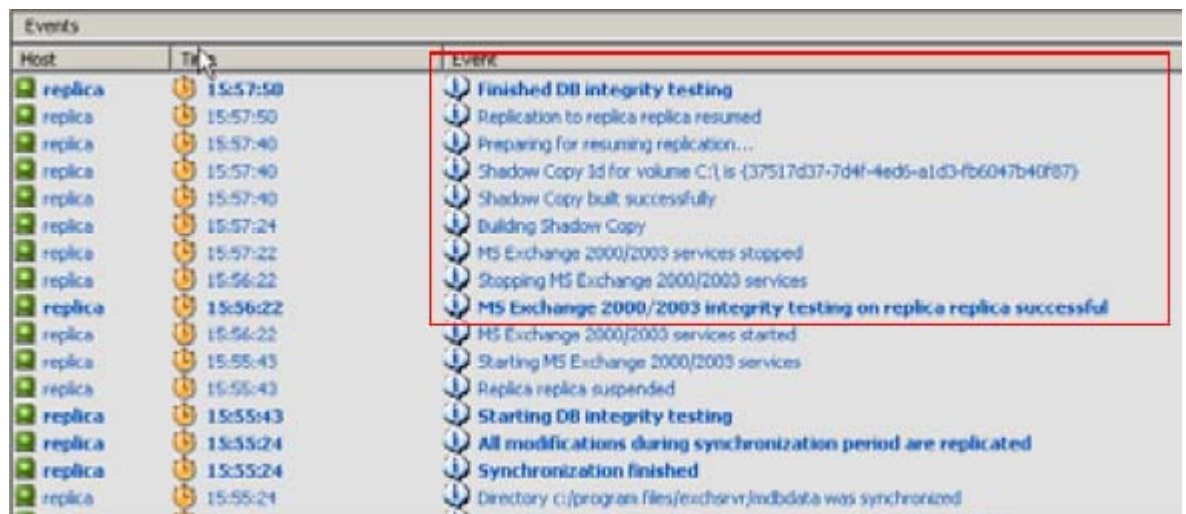 Events
Host Time Event
replica 15:57:50 Finished DB integrity testing
replica 15:57:50 Replication to replica replica resumed
replica 15:57:40 Preparing for resuming replication...
replica 15:57:40 Shadow Copy Id for volume C:\ is {37517d37-7d4f-4ed6-a1d3-fb6047b40f87}
replica 15:57:40 Shadow Copy built successfully
replica 15:57:24 Building Shadow Copy
replica 15:57:22 MS Exchange 2000/2003 services stopped
replica 15:56:22 Stopping MS Exchange 2000/2003 services
replica 15:56:22 MS Exchange 2000/2003 integrity testing on replica replica successful
replica 15:56:22 MS Exchange 2000/2003 services started
replica 15:55:43 Starting MS Exchange 2000/2003 services
replica 15:55:43 Replica replica suspended
replica 15:55:43 Starting DB integrity testing
replica 15:55:24 All modifications during synchronization period are replicated
replica 15:55:24 Synchronization finished
replica 15:55:24 Directory c:/program files/exchsrvr/mdbdata was synchronized